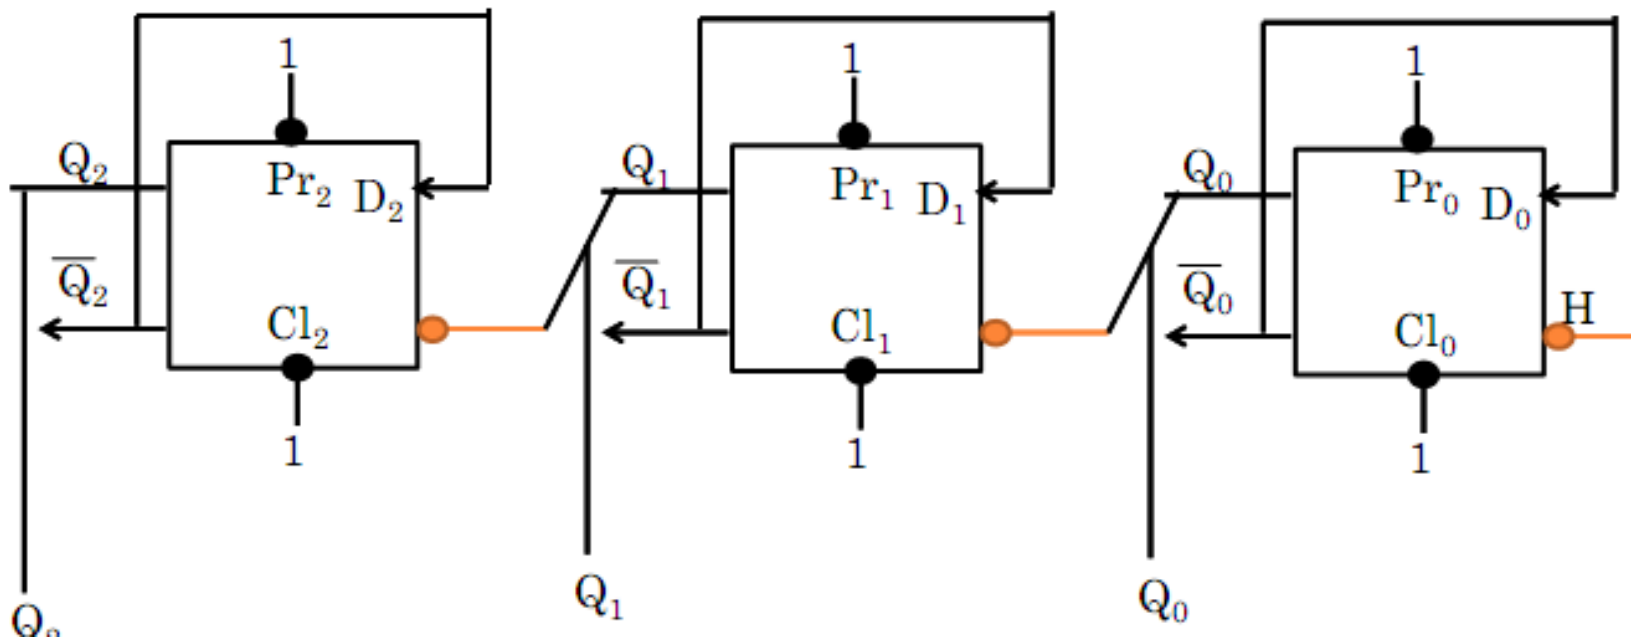 1 1 1
Q₂ Pr₂ D₂ Q₁ Pr₁ D₁ Q₀ Pr₀ D₀
Q̅₂ Cl₂ Q̅₁ Cl₁ Q̅₀ Cl₀ H
1 1 1
Q₂ Q₁ Q₀